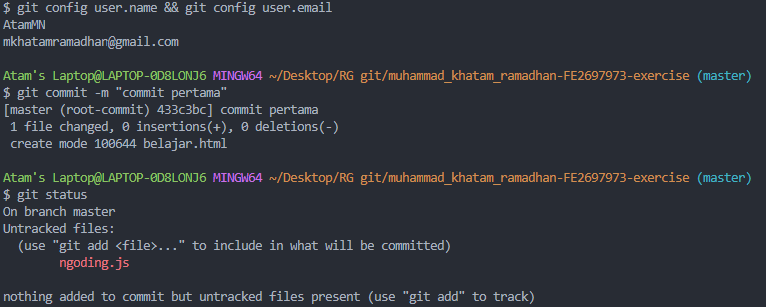 $ git config user.name && git config user.email
AtamMN
mkhatamramadhan@gmail.com
Atam's Laptop@LAPTOP-0D8LONJ6 MINGW64 ~/Desktop/RG git/muhammad_khatam_ramadhan-FE2697973-exercise (master)
$ git commit -m "commit pertama"
[master (root-commit) 433c3bc] commit pertama
1 file changed, 0 insertions(+), 0 deletions(-)
create mode 100644 belajar.html
Atam's Laptop@LAPTOP-0D8LONJ6 MINGW64 ~/Desktop/RG git/muhammad_khatam_ramadhan-FE2697973-exercise (master)
$ git status
On branch master
Untracked files:
(use "git add <file>..." to include in what will be committed)
ngoding.js
nothing added to commit but untracked files present (use "git add" to track)